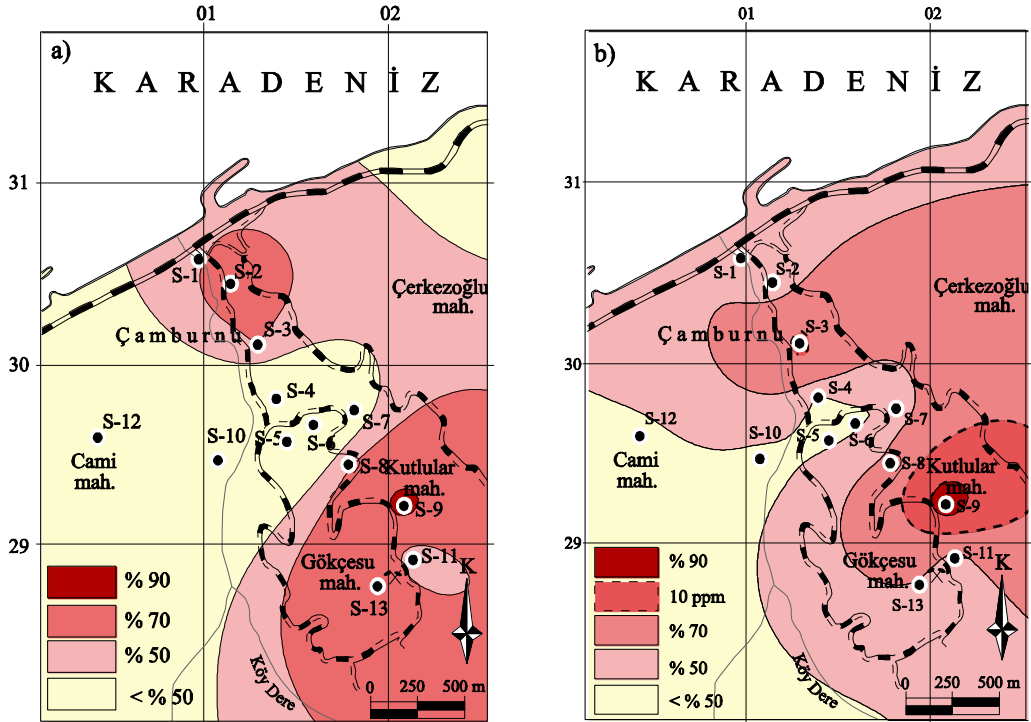 01 02
a)
K A R A D E N İ Z
31
S-1
S-2
Çerkezoğlu
mah.
Çamburnu
S-3
30
S-4
S-12
S-10
S-5
S-6
S-7
Cami
mah.
S-8
Kutlular
mah.
S-9
29
Gökçesu
mah.
S-11
K
S-13
% 90
% 70
% 50
< % 50
Köy Dere
0 250 500 m
01 02
b)
K A R A D E N İ Z
31
S-1
S-2
Çerkezoğlu
mah.
Çamburnu
S-3
30
S-4
S-12
S-10
S-5
S-6
S-7
Cami
mah.
S-8
Kutlular
mah.
S-9
29
Gökçesu
mah.
S-11
K
S-13
% 90
10 ppm
% 70
% 50
< % 50
Köy Dere
0 250 500 m